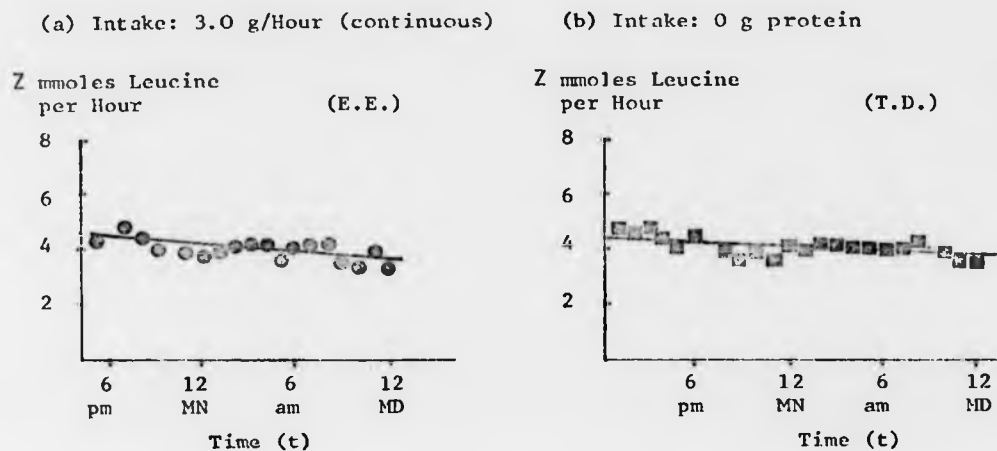 (a) Intake: 3.0 g/Hour (continuous)
Z mmoles Leucine
per Hour
(E.E.)
8
6
4
2
6 12 6 12
pm MN am MD
Time (t)
(b) Intake: 0 g protein
Z mmoles Leucine
per Hour
(T.D.)
8
6
4
2
6 12 6 12
pm MN am MD
Time (t)